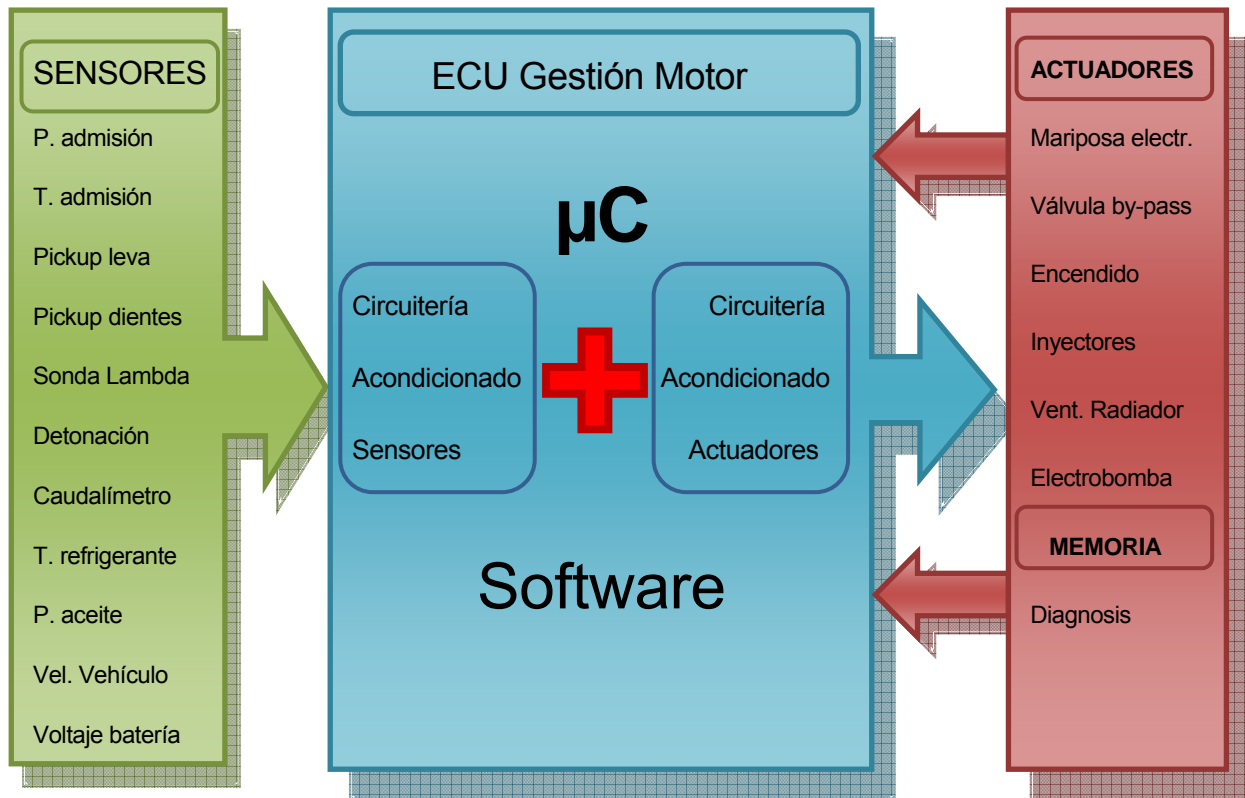 SENSORES
P. admisión
T. admisión
Pickup leva
Pickup dientes
Sonda Lambda
Detonación
Caudalímetro
T. refrigerante
P. aceite
Vel. Vehículo
Voltaje batería
ECU Gestión Motor
µC
Circuitería
Acondicionado
Sensores
Circuitería
Acondicionado
Actuadores
Software
ACTUADORES
Mariposa electr.
Válvula by-pass
Encendido
Inyectores
Vent. Radiador
Electrobomba
MEMORIA
Diagnosis